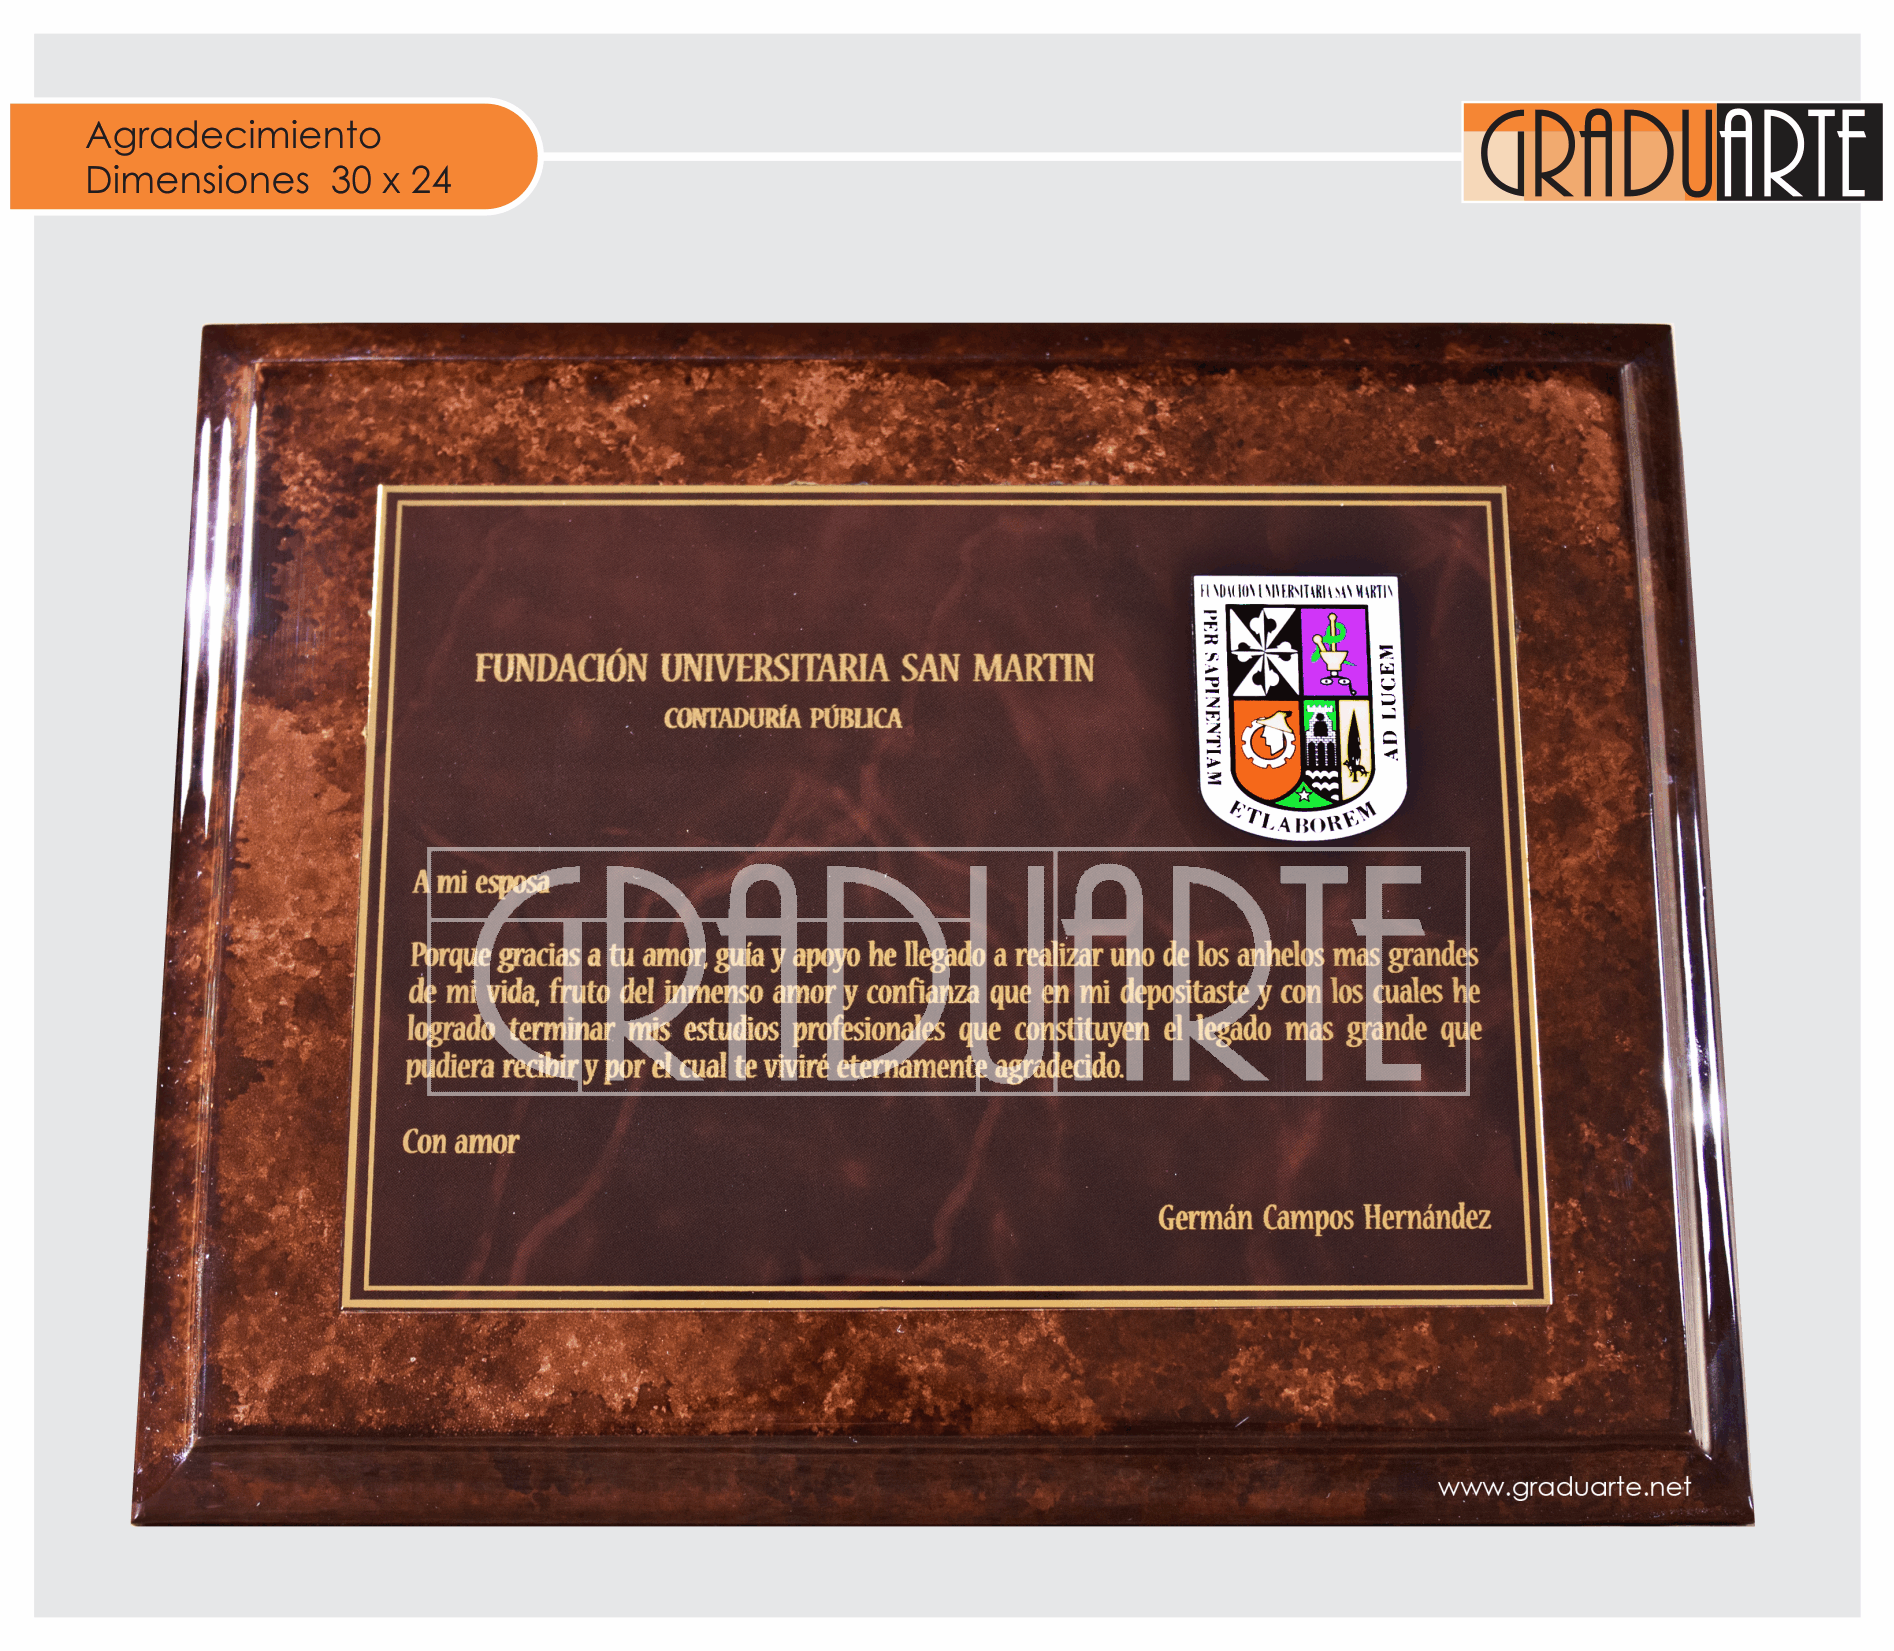 Agradecimiento
Dimensiones 30 x 24
GRADUARTE
FUNDACIÓN UNIVERSITARIA SAN MARTIN
CONTADURÍA PÚBLICA
FUNDACION UNIVERSITARIA SAN MARTIN
PER SAPINENTIAM
AD LUCEM
ETLABOREM
A mi esposa
GRADUARTE
Porque gracias a tu amor, guía y apoyo he llegado a realizar uno de los anhelos mas grandes
de mi vida, fruto del inmenso amor y confianza que en mi depositaste y con los cuales he
logrado terminar mis estudios profesionales que constituyen el legado mas grande que
pudiera recibir y por el cual te viviré eternamente agradecido.
Con amor
Germán Campos Hernández
www.graduarte.net